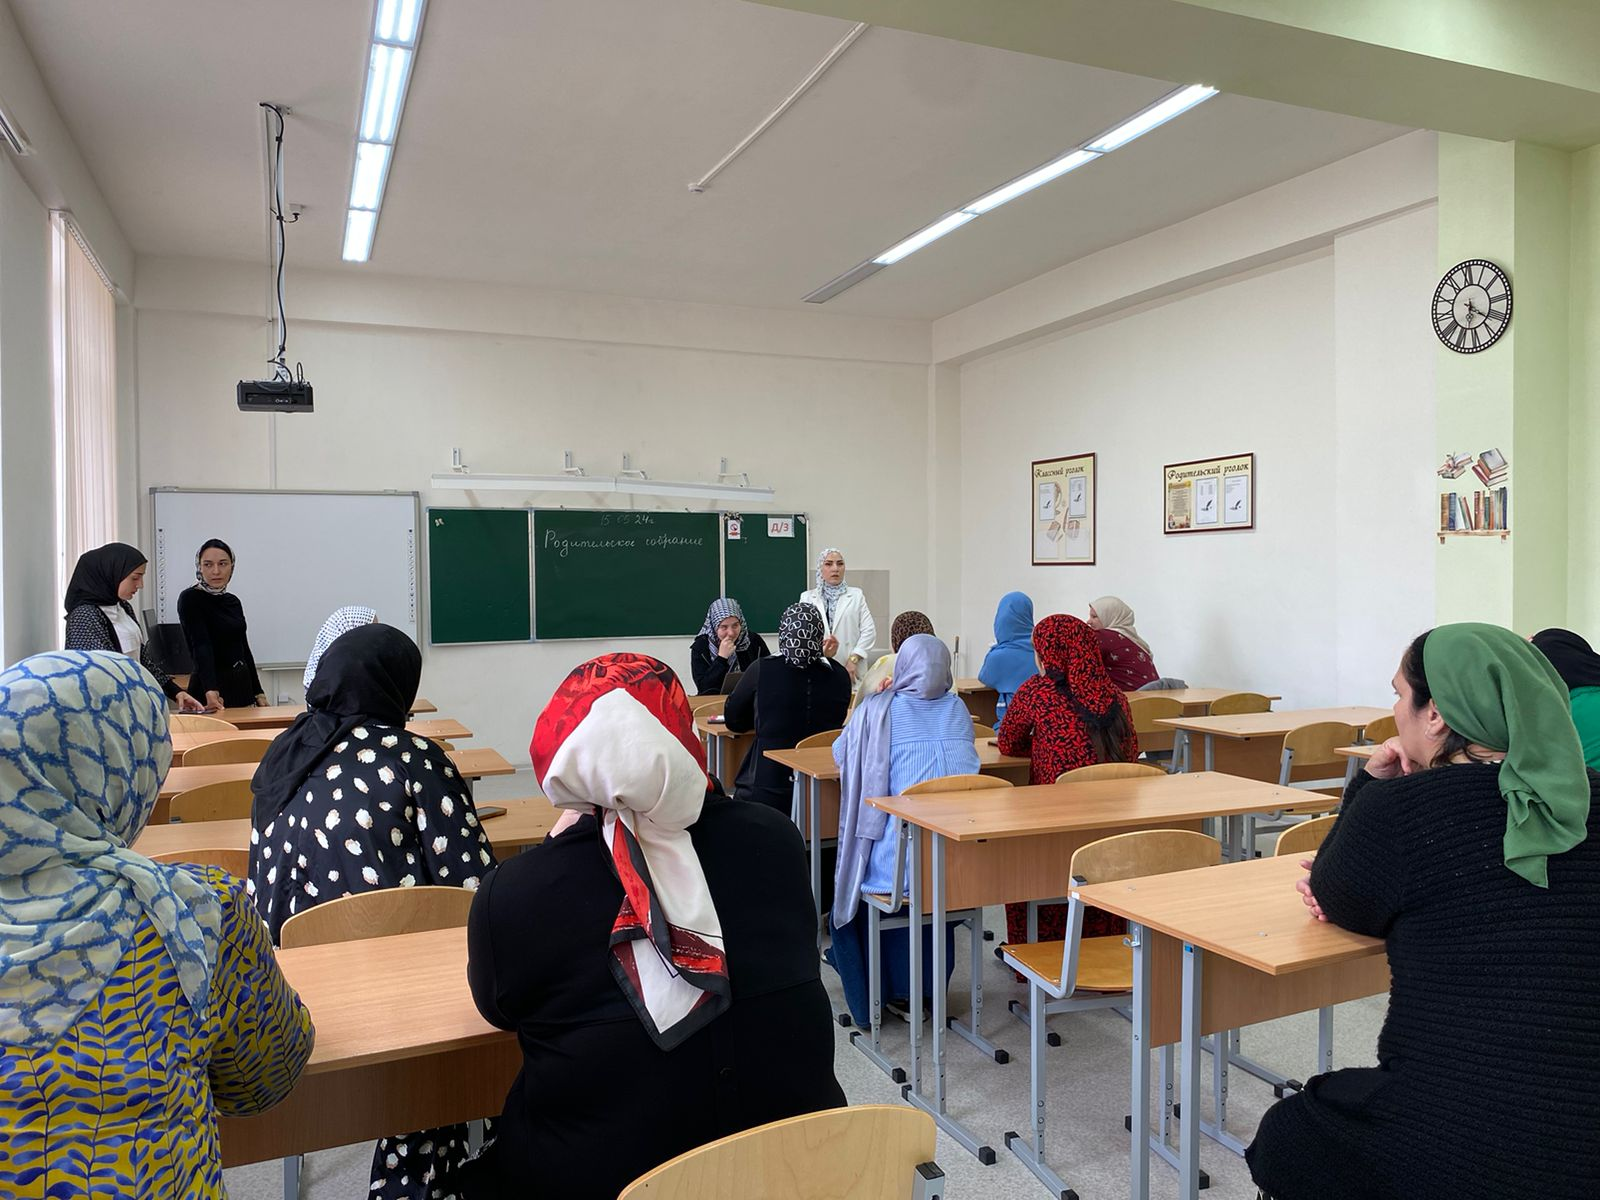 15.05.24г.
Родительское собрание
Д/З
Классный уголок
Родительский уголок